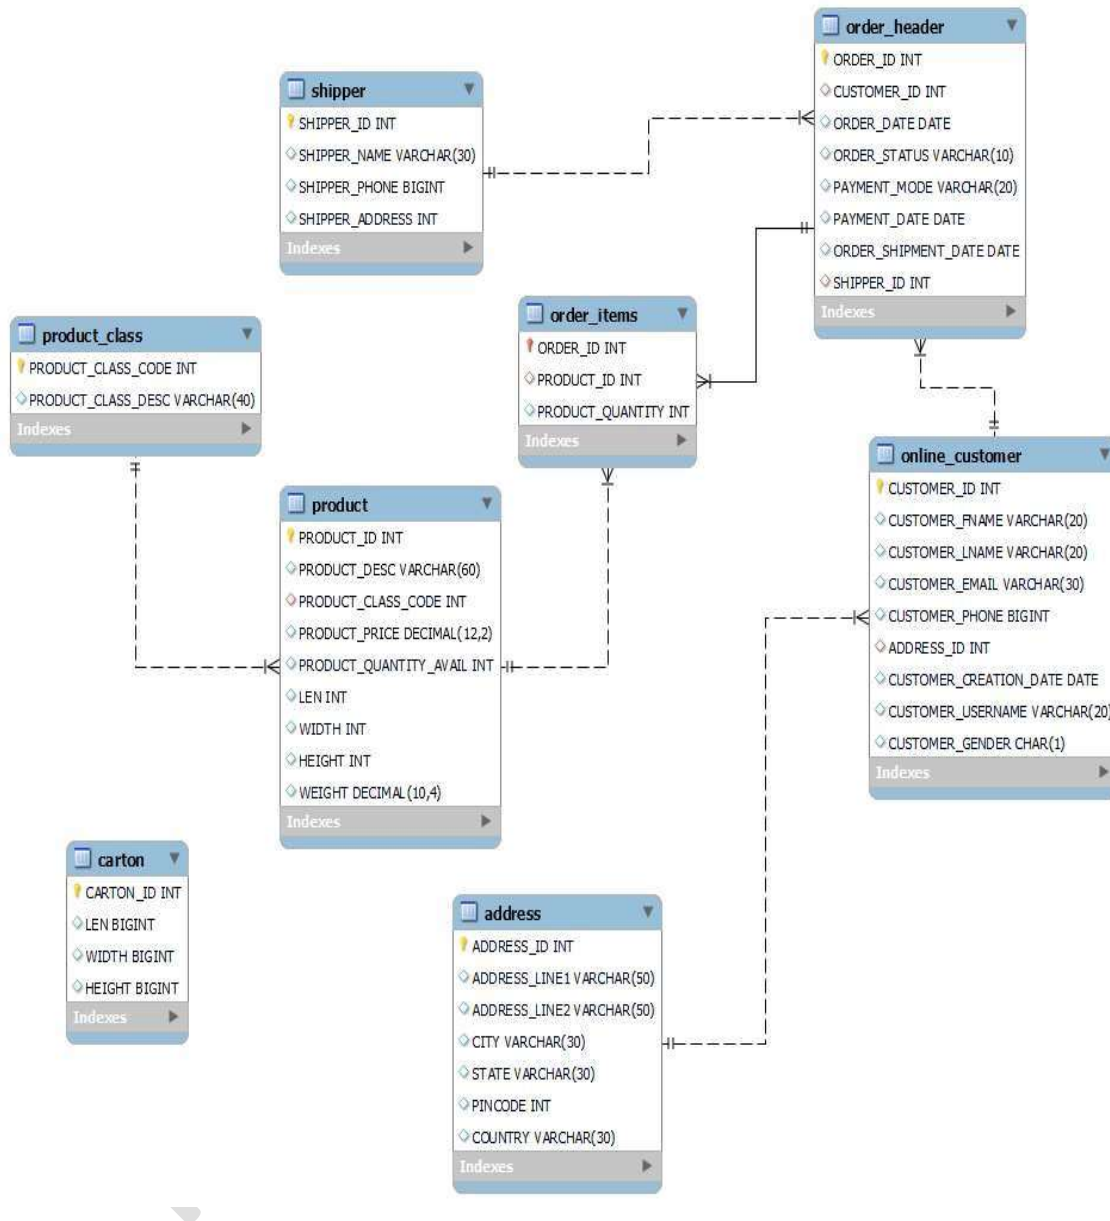 order_header
ORDER_ID INT
CUSTOMER_ID INT
ORDER_DATE DATE
ORDER_STATUS VARCHAR(10)
PAYMENT_MODE VARCHAR(20)
PAYMENT_DATE DATE
ORDER_SHIPMENT_DATE DATE
SHIPPER_ID INT
Indexes
shipper
SHIPPER_ID INT
SHIPPER_NAME VARCHAR(30)
SHIPPER_PHONE BIGINT
SHIPPER_ADDRESS INT
Indexes
order_items
ORDER_ID INT
PRODUCT_ID INT
PRODUCT_QUANTITY INT
Indexes
product_class
PRODUCT_CLASS_CODE INT
PRODUCT_CLASS_DESC VARCHAR(40)
Indexes
online_customer
CUSTOMER_ID INT
CUSTOMER_FNAME VARCHAR(20)
CUSTOMER_LNAME VARCHAR(20)
CUSTOMER_EMAIL VARCHAR(30)
CUSTOMER_PHONE BIGINT
ADDRESS_ID INT
CUSTOMER_CREATION_DATE DATE
CUSTOMER_USERNAME VARCHAR(20)
CUSTOMER_GENDER CHAR(1)
Indexes
product
PRODUCT_ID INT
PRODUCT_DESC VARCHAR(60)
PRODUCT_CLASS_CODE INT
PRODUCT_PRICE DECIMAL(12,2)
PRODUCT_QUANTITY_AVAIL INT
LEN INT
WIDTH INT
HEIGHT INT
WEIGHT DECIMAL(10,4)
Indexes
carton
CARTON_ID INT
LEN BIGINT
WIDTH BIGINT
HEIGHT BIGINT
Indexes
address
ADDRESS_ID INT
ADDRESS_LINE1 VARCHAR(50)
ADDRESS_LINE2 VARCHAR(50)
CITY VARCHAR(30)
STATE VARCHAR(30)
PINCODE INT
COUNTRY VARCHAR(30)
Indexes